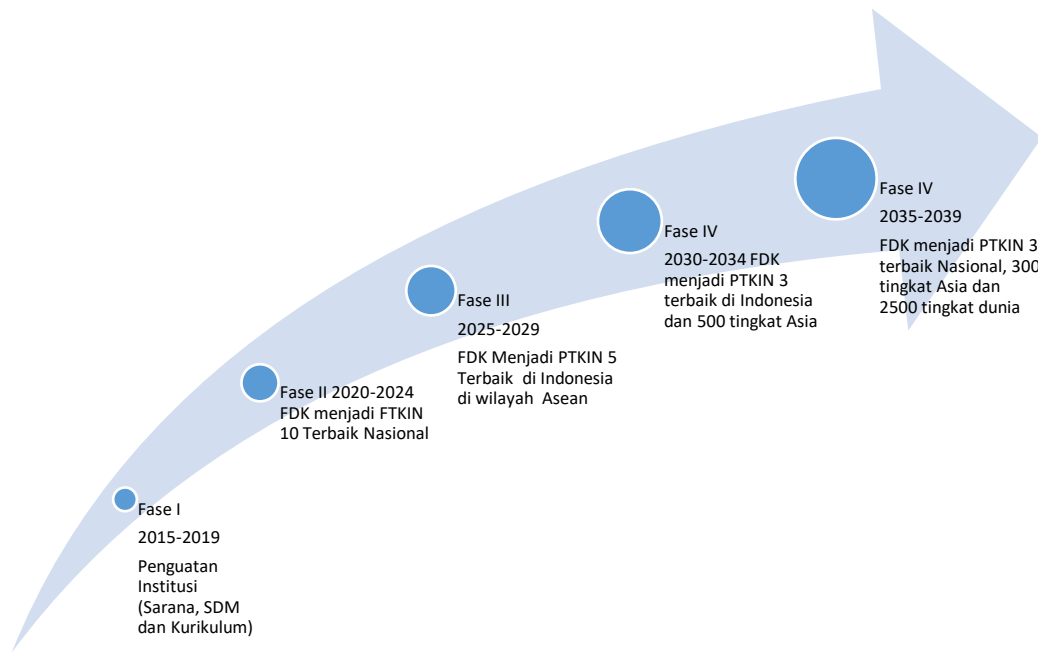 Fase I
2015-2019
Penguatan
Institusi
(Sarana, SDM
dan Kurikulum)
Fase II 2020-2024
FDK menjadi FTKIN
10 Terbaik Nasional
Fase III
2025-2029
FDK Menjadi PTKIN 5
Terbaik di Indonesia
di wilayah Asean
Fase IV
2030-2034 FDK
menjadi PTKIN 3
terbaik di Indonesia
dan 500 tingkat Asia
Fase IV
2035-2039
FDK menjadi PTKIN 3
terbaik Nasional, 300
tingkat Asia dan
2500 tingkat dunia